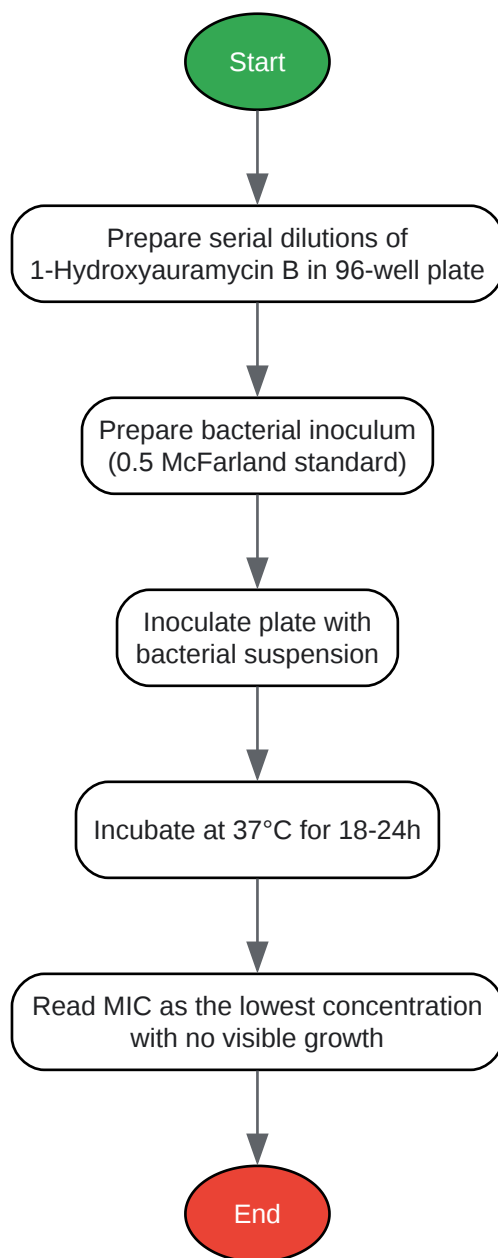 Start
Prepare serial dilutions of
1-Hydroxyauramycin B in 96-well plate
Prepare bacterial inoculum
(0.5 McFarland standard)
Inoculate plate with
bacterial suspension
Incubate at 37°C for 18-24h
Read MIC as the lowest concentration
with no visible growth
End